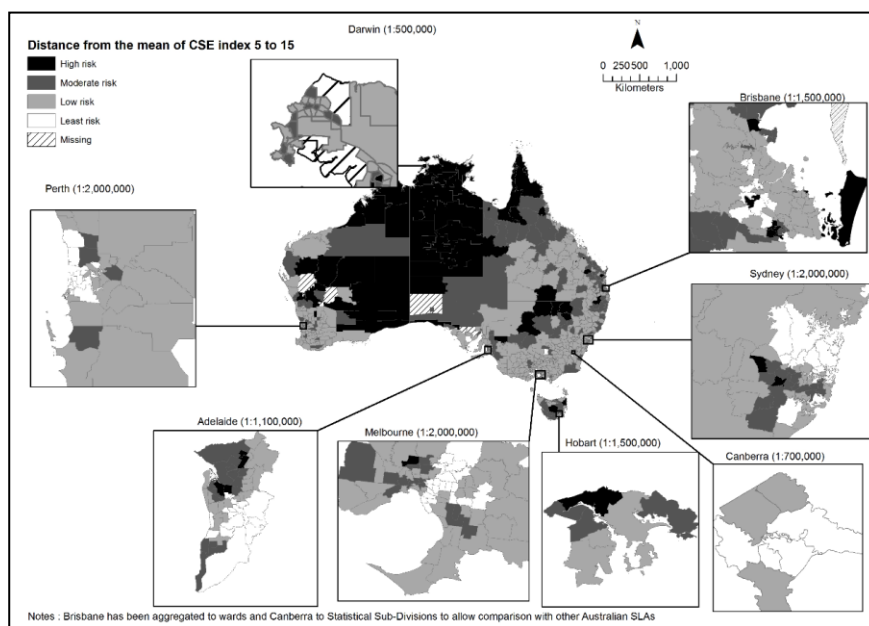 Darwin (1:500,000)
N
Distance from the mean of CSE index 5 to 15
High risk
Moderate risk
Low risk
Least risk
Missing
0 250 500 1,000
Kilometers
Brisbane (1:1,500,000)
Perth (1:2,000,000)
Sydney (1:2,000,000)
Adelaide (1:1,100,000)
Melbourne (1:2,000,000)
Hobart (1:1,500,000)
Canberra (1:700,000)
Notes : Brisbane has been aggregated to wards and Canberra to Statistical Sub-Divisions to allow comparison with other Australian SLAs